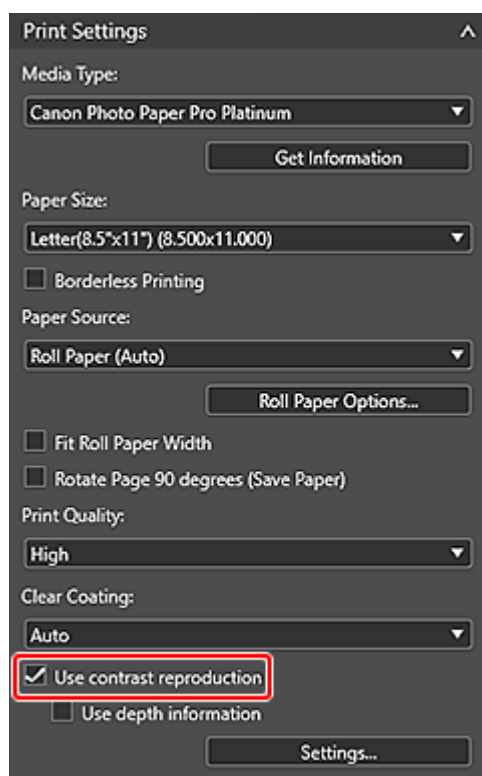 Print Settings
Media Type:
Canon Photo Paper Pro Platinum
Get Information
Paper Size:
Letter(8.5"x11") (8.500x11.000)
Borderless Printing
Paper Source:
Roll Paper (Auto)
Roll Paper Options...
Fit Roll Paper Width
Rotate Page 90 degrees (Save Paper)
Print Quality:
High
Clear Coating:
Auto
Use contrast reproduction
Use depth information
Settings...